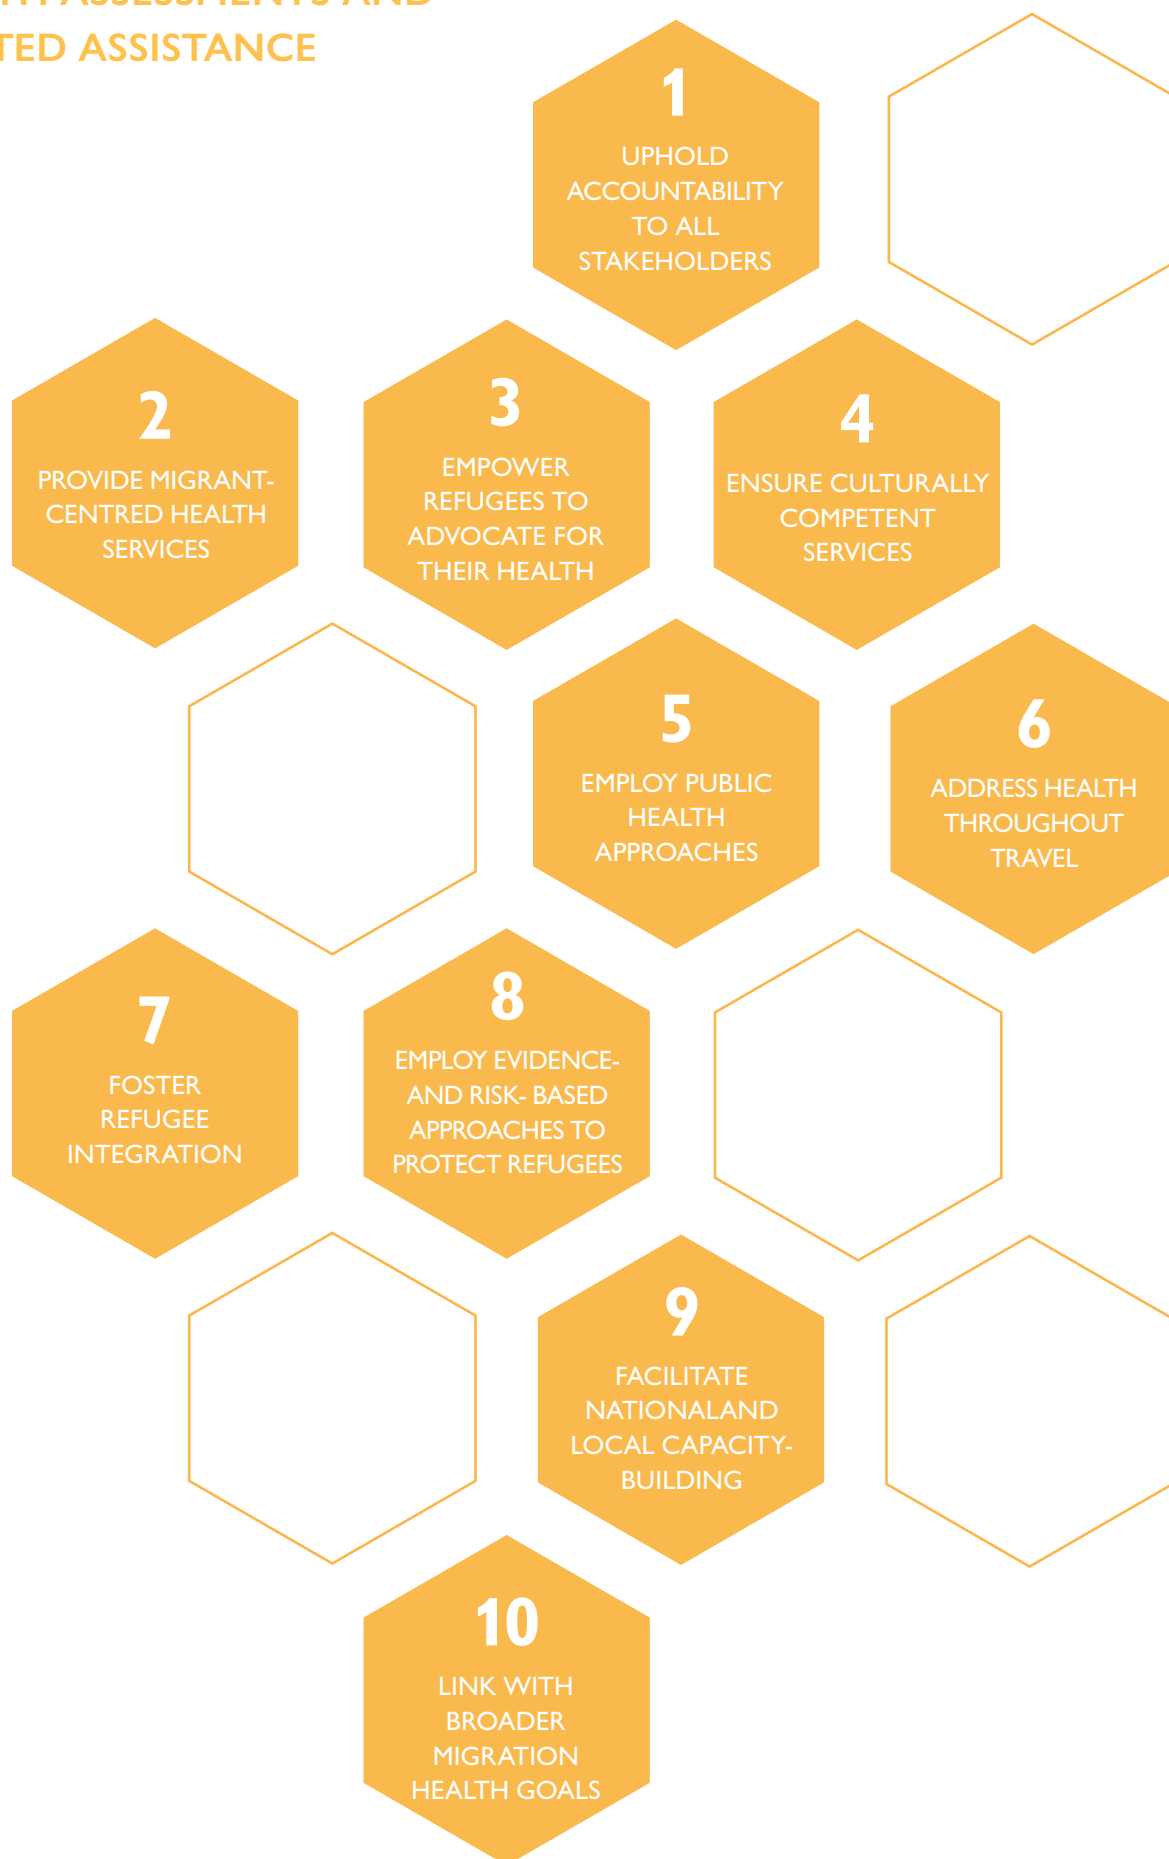 ASSESSMENTS AND
ASSISTANCE
1
UPHOLD
ACCOUNTABILITY
TO ALL
STAKEHOLDERS
2
PROVIDE MIGRANT-
CENTRED HEALTH
SERVICES
3
EMPOWER
REFUGEES TO
ADVOCATE FOR
THEIR HEALTH
4
ENSURE CULTURALLY
COMPETENT
SERVICES
5
EMPLOY PUBLIC
HEALTH
APPROACHES
6
ADDRESS HEALTH
THROUGHOUT
TRAVEL
7
FOSTER
REFUGEE
INTEGRATION
8
EMPLOY EVIDENCE-
AND RISK- BASED
APPROACHES TO
PROTECT REFUGEES
9
FACILITATE
NATIONALAND
LOCAL CAPACITY-
BUILDING
10
LINK WITH
BROADER
MIGRATION
HEALTH GOALS